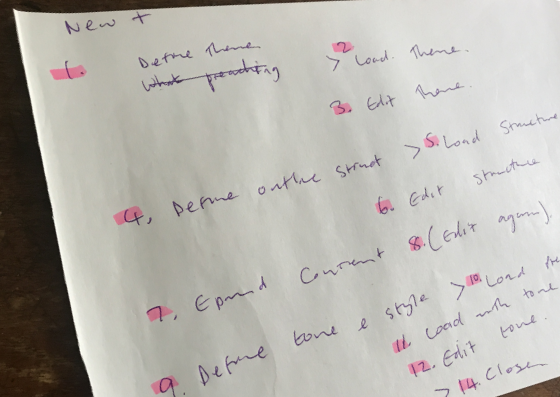 New +
1. Define Theme > 2. Load Theme.
What preaching
3. Edit Theme.
4. Define outline struct > 5. Load Structure
6. Edit structure
7. Expand Content 8. (Edit again)
9. Define tone & style > 10. Load
11. Load with tone
12. Edit tone.
> 14. Closer